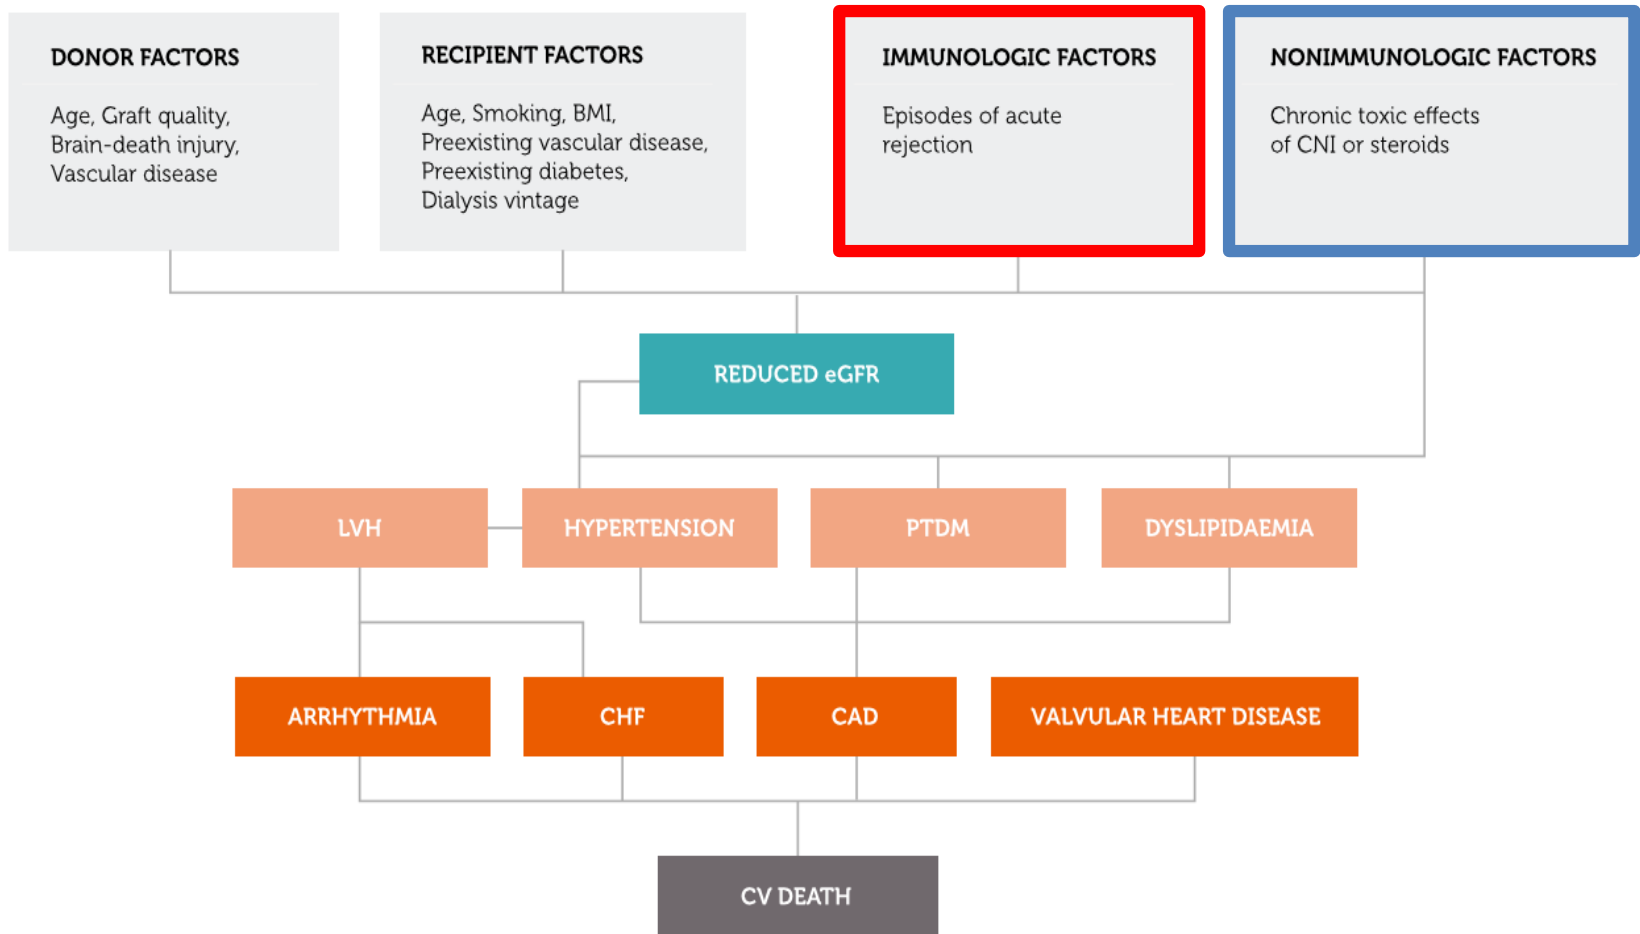 DONOR FACTORS
Age, Graft quality,
Brain-death injury,
Vascular disease
RECIPIENT FACTORS
Age, Smoking, BMI,
Preexisting vascular disease,
Preexisting diabetes,
Dialysis vintage
IMMUNOLOGIC FACTORS
Episodes of acute
rejection
NONIMMUNOLOGIC FACTORS
Chronic toxic effects
of CNI or steroids
REDUCED eGFR
LVH
HYPERTENSION
PTDM
DYSLIPIDAEMIA
ARRHYTHMIA
CHF
CAD
VALVULAR HEART DISEASE
CV DEATH